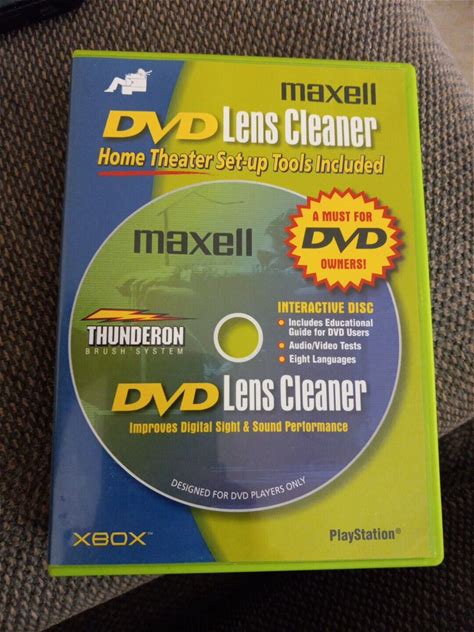 maxell
DVD Lens Cleaner
Home Theater Set-up Tools Included
A MUST FOR
DVD
OWNERS!
maxell
THUNDERON
BRUSH SYSTEM
INTERACTIVE DISC
• Includes Educational
Guide for DVD Users
• Audio/Video Tests
• Eight Languages
DVD Lens Cleaner
Improves Digital Sight & Sound Performance
DESIGNED FOR DVD PLAYERS ONLY
XBOX™
PlayStation®